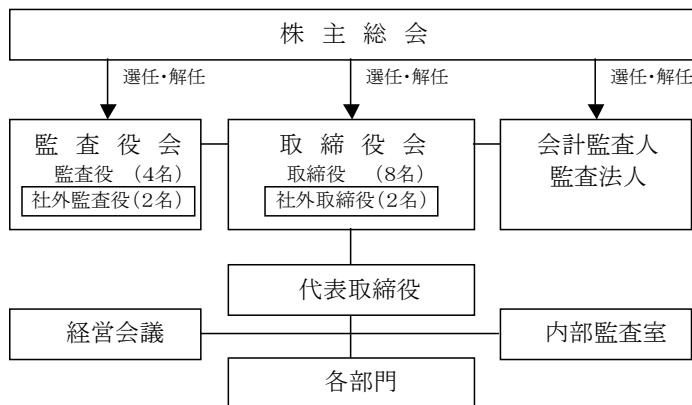 株主総会
選任・解任
選任・解任
選任・解任
監査役会
監査役 (4名)
社外監査役(2名)
取締役会
取締役 (8名)
社外取締役(2名)
会計監査人
監査法人
代表取締役
経営会議
内部監査室
各部門